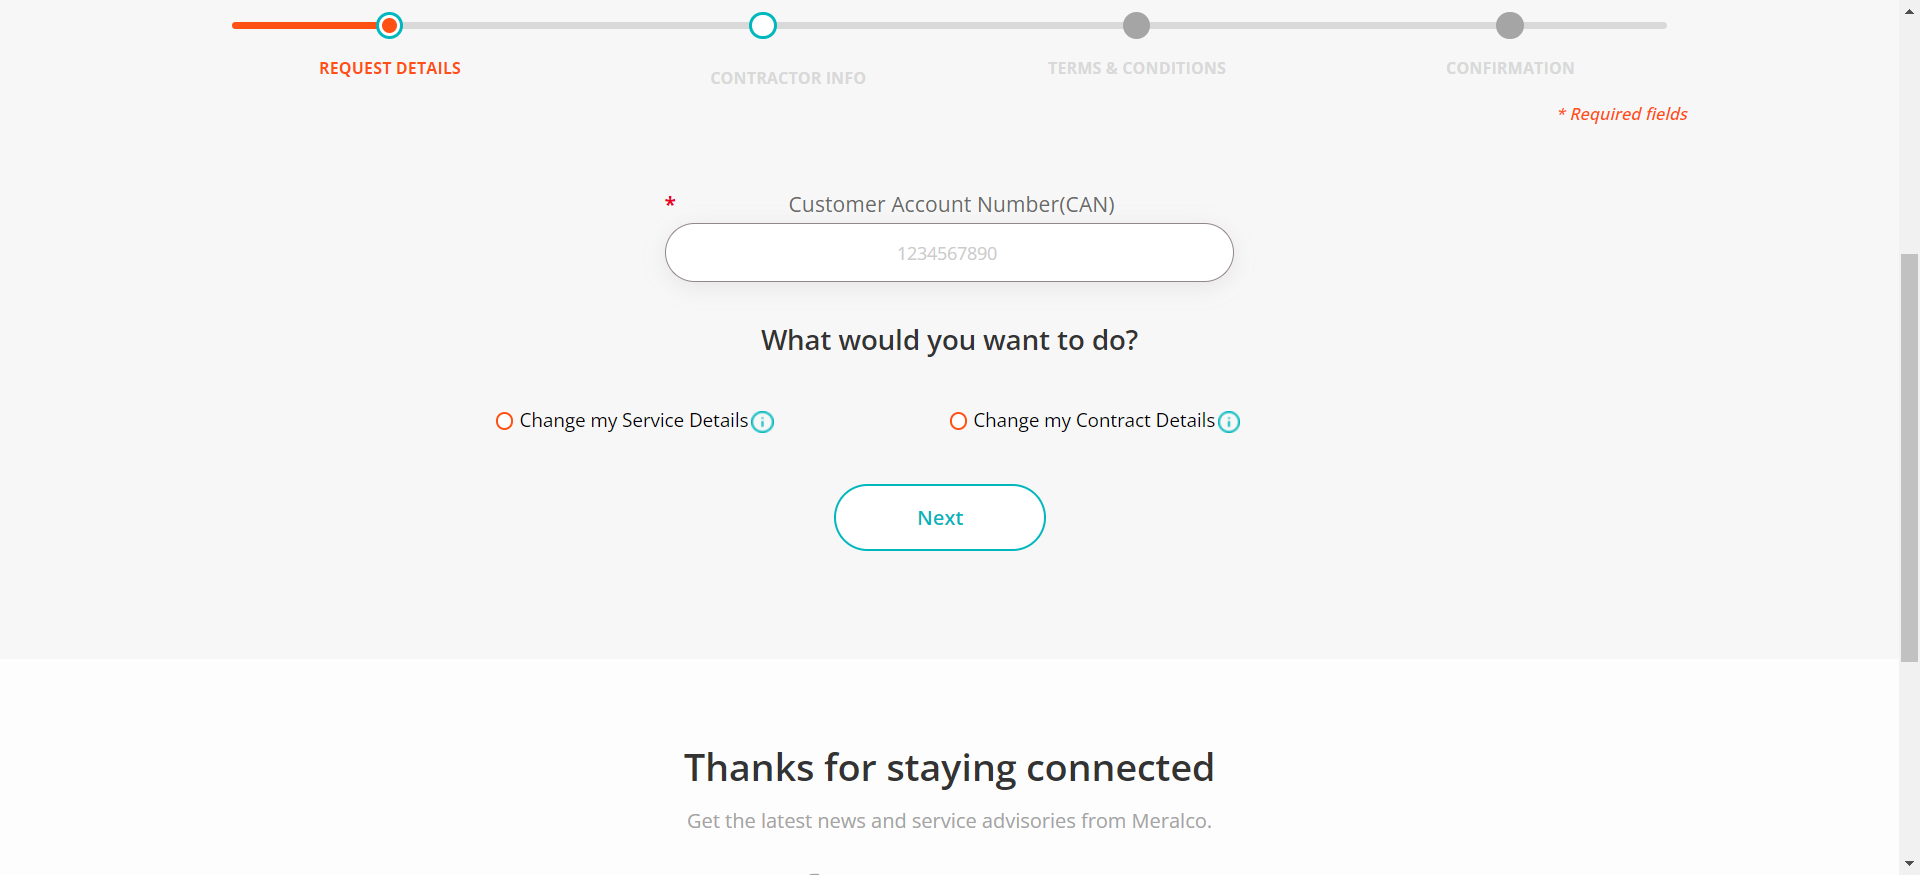 REQUEST DETAILS
CONTRACTOR INFO
TERMS & CONDITIONS
CONFIRMATION
* Required fields
* Customer Account Number(CAN)
1234567890
What would you want to do?
Change my Service Details
Change my Contract Details
Next
Thanks for staying connected
Get the latest news and service advisories from Meralco.